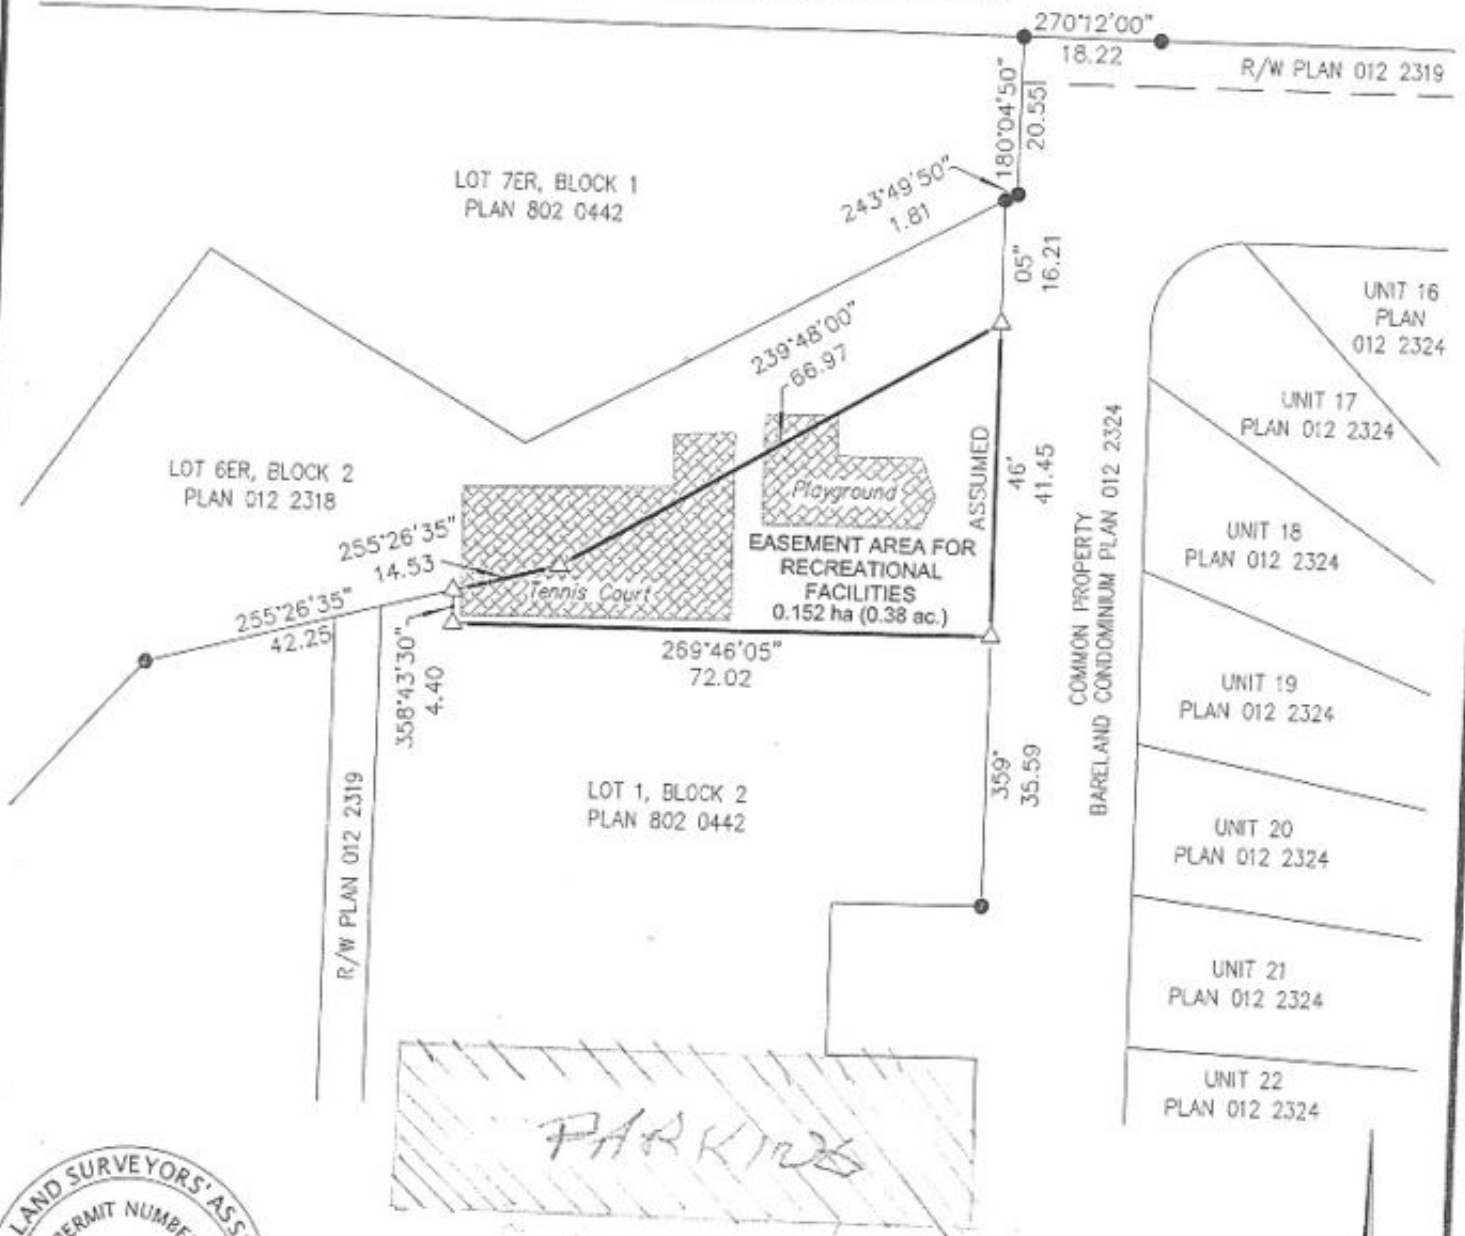 270°12'00"
18.22
R/W PLAN 012 2319
180°04'50"
20.55
LOT 7ER, BLOCK 1
PLAN 802 0442
243°49'50"
1.81
05"
16.21
UNIT 16
PLAN
012 2324
239°48'00"
66.97
UNIT 17
PLAN 012 2324
LOT 6ER, BLOCK 2
PLAN 012 2318
Playground
ASSUMED
46'
41.45
COMMON PROPERTY
BARELAND CONDOMINIUM PLAN 012 2324
UNIT 18
PLAN 012 2324
255°26'35"
14.53
EASEMENT AREA FOR
RECREATIONAL
FACILITIES
0.152 ha (0.38 ac.)
Tennis Court
255°26'35"
42.25
358°43'30"
4.40
269°46'05"
72.02
UNIT 19
PLAN 012 2324
359°
35.59
LOT 1, BLOCK 2
PLAN 802 0442
R/W PLAN 012 2319
UNIT 20
PLAN 012 2324
UNIT 21
PLAN 012 2324
UNIT 22
PLAN 012 2324
PARKING
LAND SURVEYORS' ASS
PERMIT NUMBE